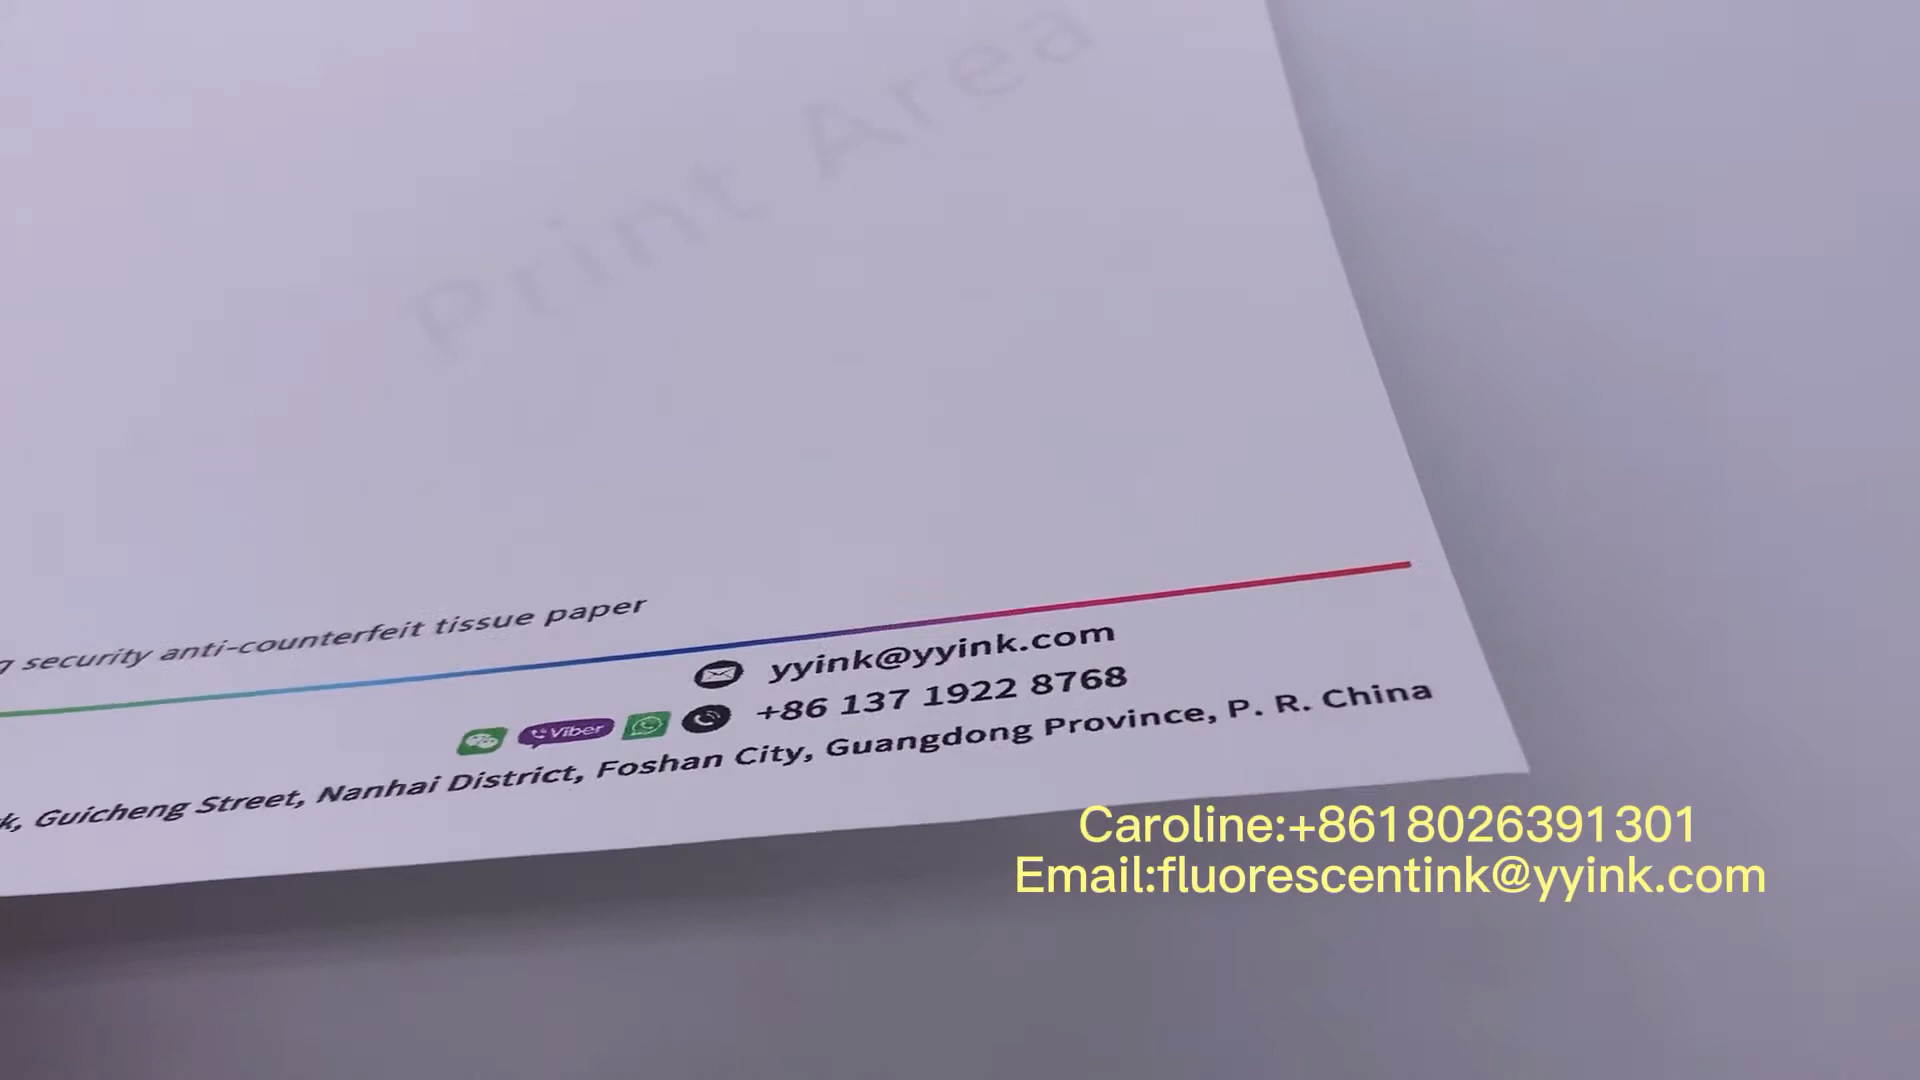 Print Area
security anti-counterfeit tissue paper
yyink@yyink.com
Viber +86 137 1922 8768
Guicheng Street, Nanhai District, Foshan City, Guangdong Province, P. R. China
Caroline:+8618026391301
Email:fluorescentink@yyink.com